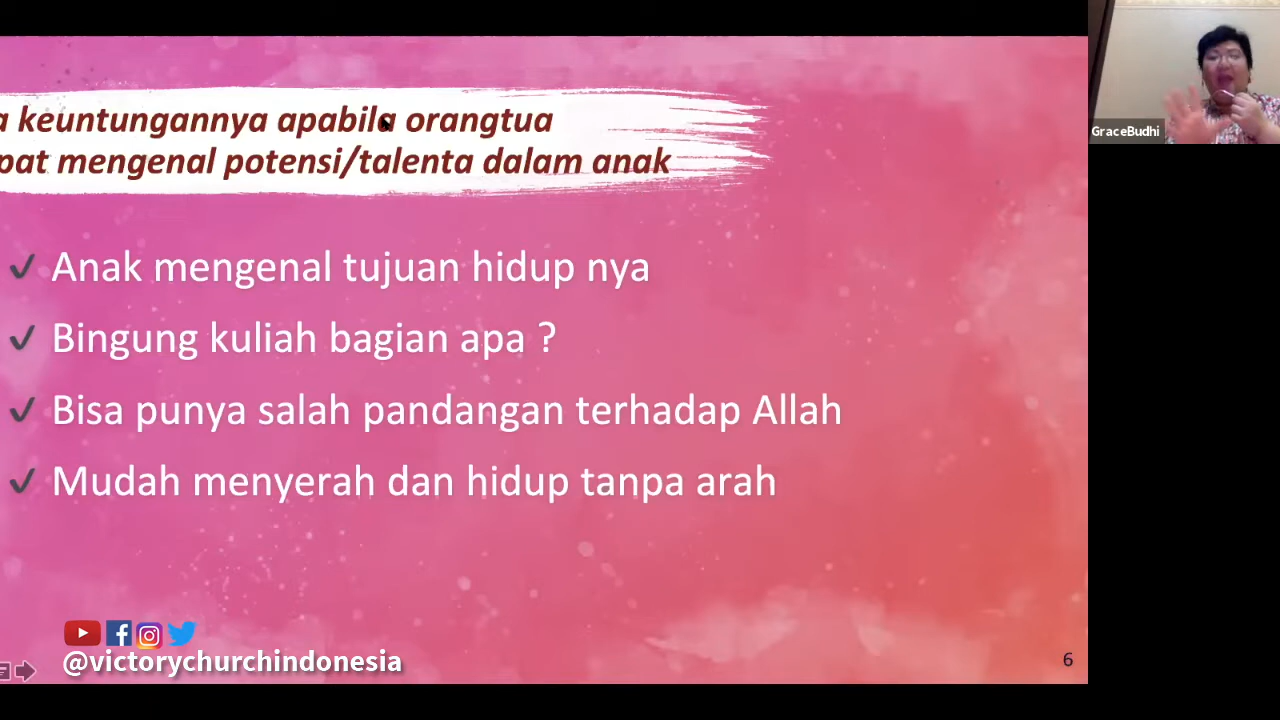 keuntungannya apabila orangtua
mengenal potensi/talenta dalam anak
✓ Anak mengenal tujuan hidup nya
✓ Bingung kuliah bagian apa ?
✓ Bisa punya salah pandangan terhadap Allah
✓ Mudah menyerah dan hidup tanpa arah
@victorychurchindonesia
6
GraceBudhi